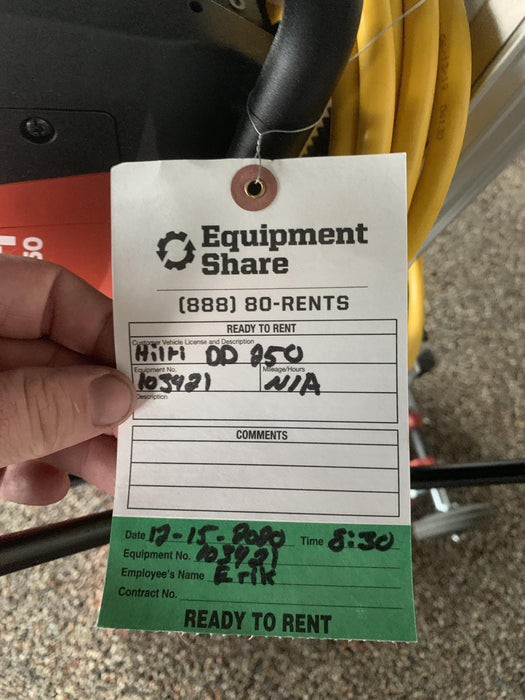 Equipment
Share
(888) 80-RENTS
READY TO RENT
Customer Vehicle License and Description
Hilti DD 250
Equipment No. Mileage/Hours
103421 N/A
Description
COMMENTS
Date 12-15-2020 Time 8:30
Equipment No. 103421
Employee's Name Erik
Contract No.
READY TO RENT
50